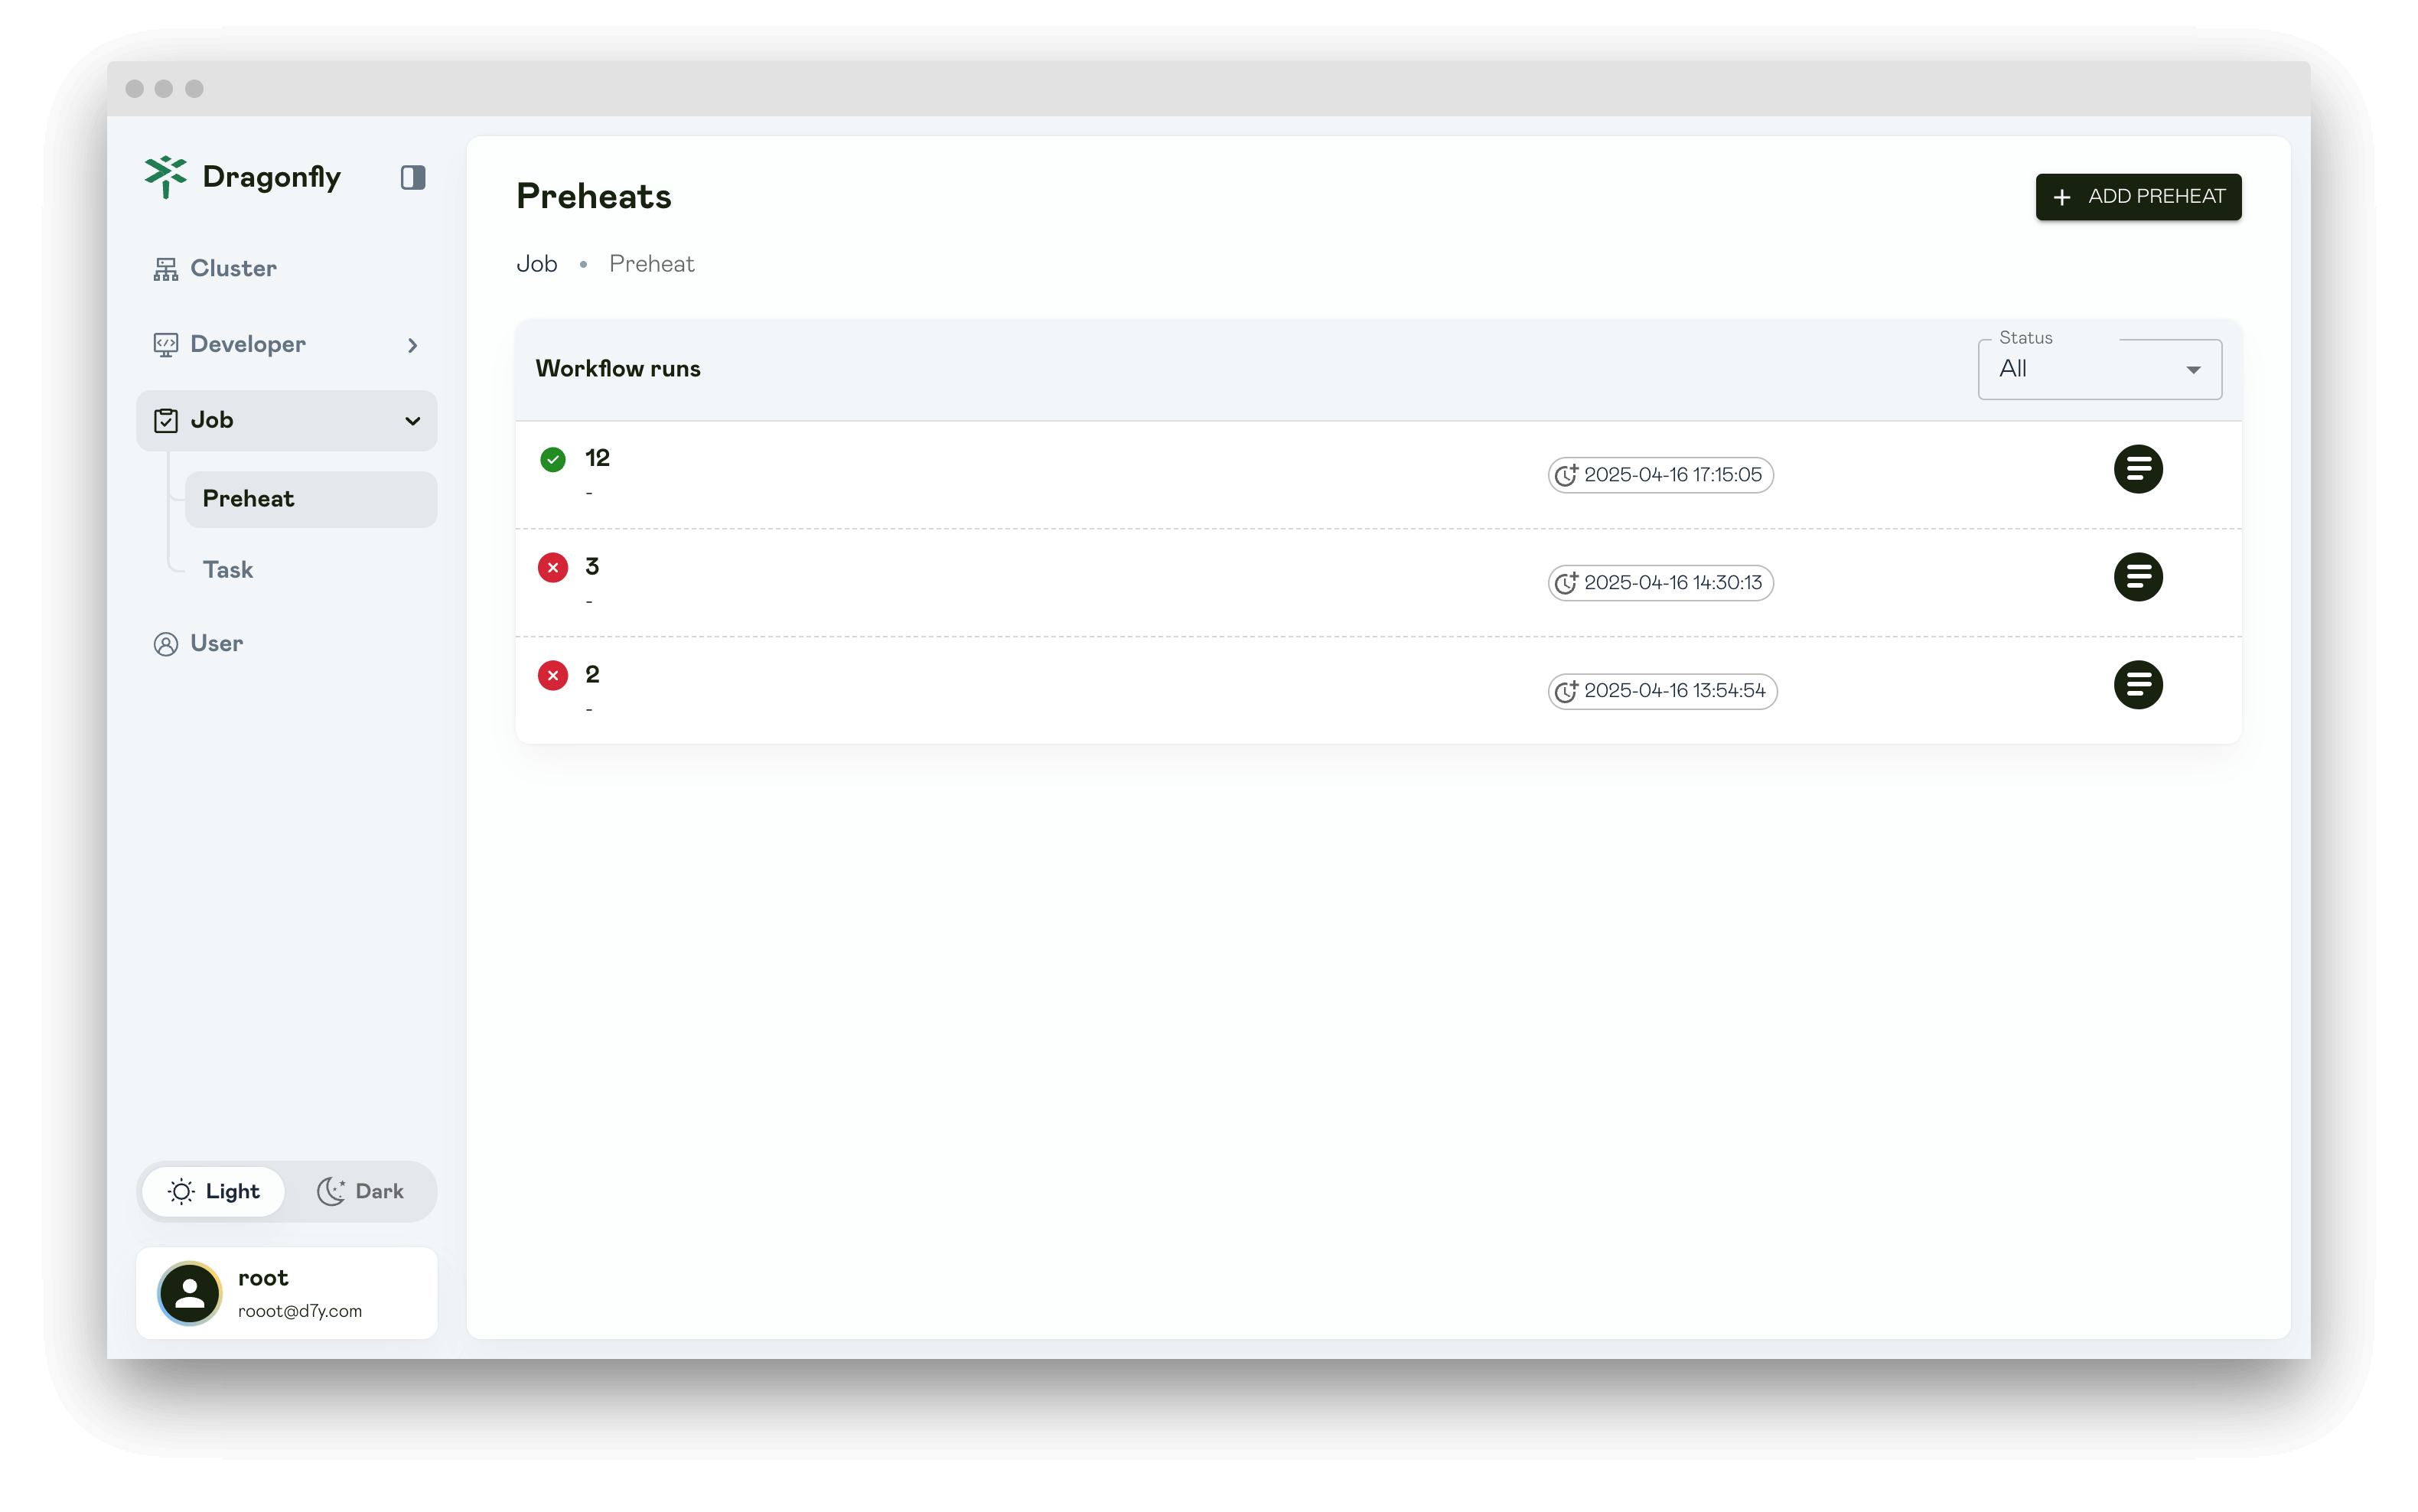 Dragonfly
Cluster
Developer
Job
Preheat
Task
User
Light
Dark
root
rooot@d7y.com
Preheats
ADD PREHEAT
Job • Preheat
Workflow runs
Status
All
12
-
2025-04-16 17:15:05
3
-
2025-04-16 14:30:13
2
-
2025-04-16 13:54:54